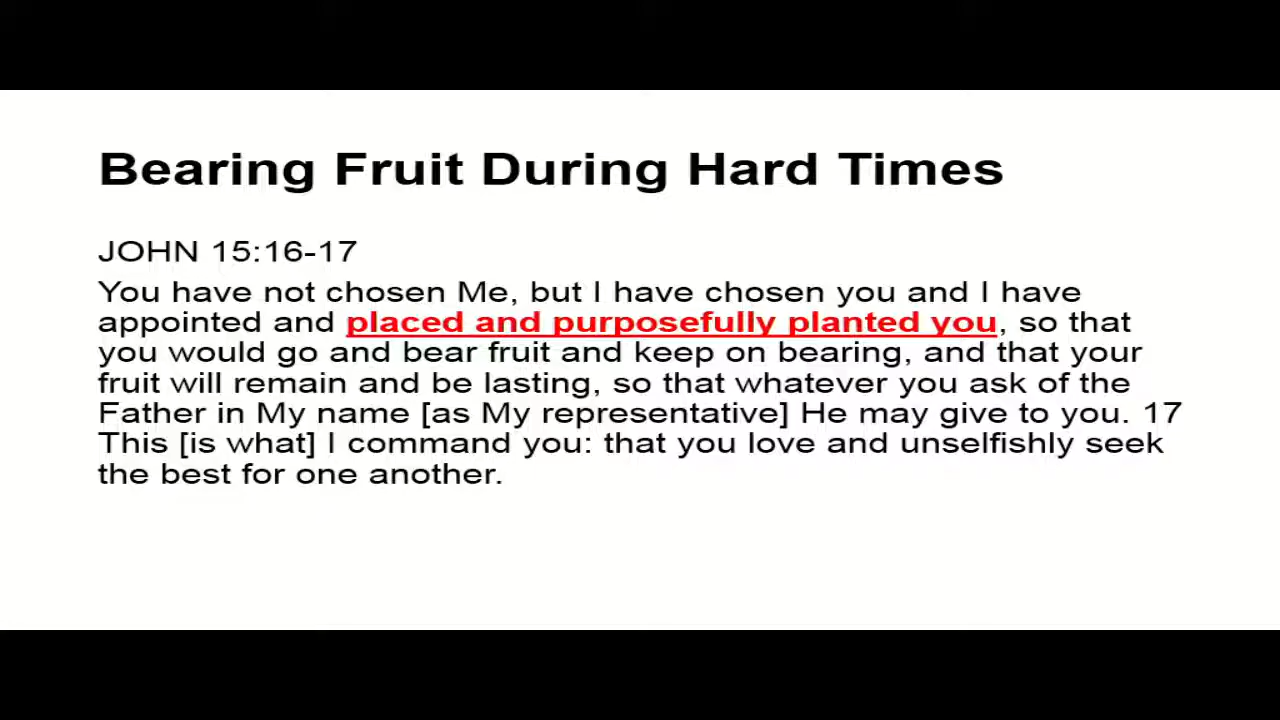 Bearing Fruit During Hard Times
JOHN 15:16-17
You have not chosen Me, but I have chosen you and I have
appointed and placed and purposefully planted you, so that
you would go and bear fruit and keep on bearing, and that your
fruit will remain and be lasting, so that whatever you ask of the
Father in My name [as My representative] He may give to you. 17
This [is what] I command you: that you love and unselfishly seek
the best for one another.